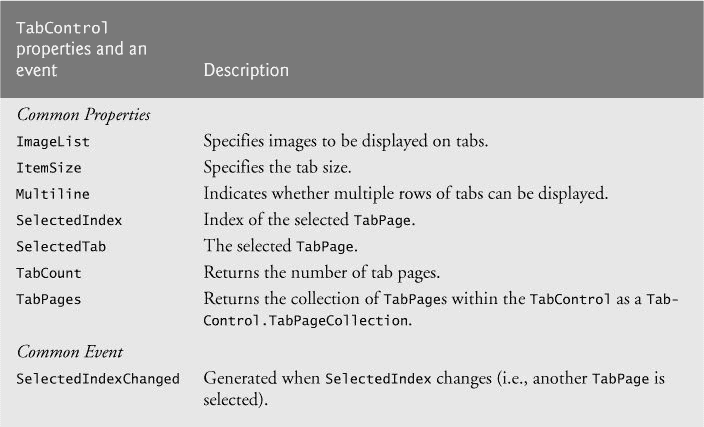 TabControl
properties and an
event Description
Common Properties
ImageList Specifies images to be displayed on tabs.
ItemSize Specifies the tab size.
Multiline Indicates whether multiple rows of tabs can be displayed.
SelectedIndex Index of the selected TabPage.
SelectedTab The selected TabPage.
TabCount Returns the number of tab pages.
TabPages Returns the collection of TabPages within the TabControl as a Tab-
Control.TabPageCollection.
Common Event
SelectedIndexChanged Generated when SelectedIndex changes (i.e., another TabPage is
selected).